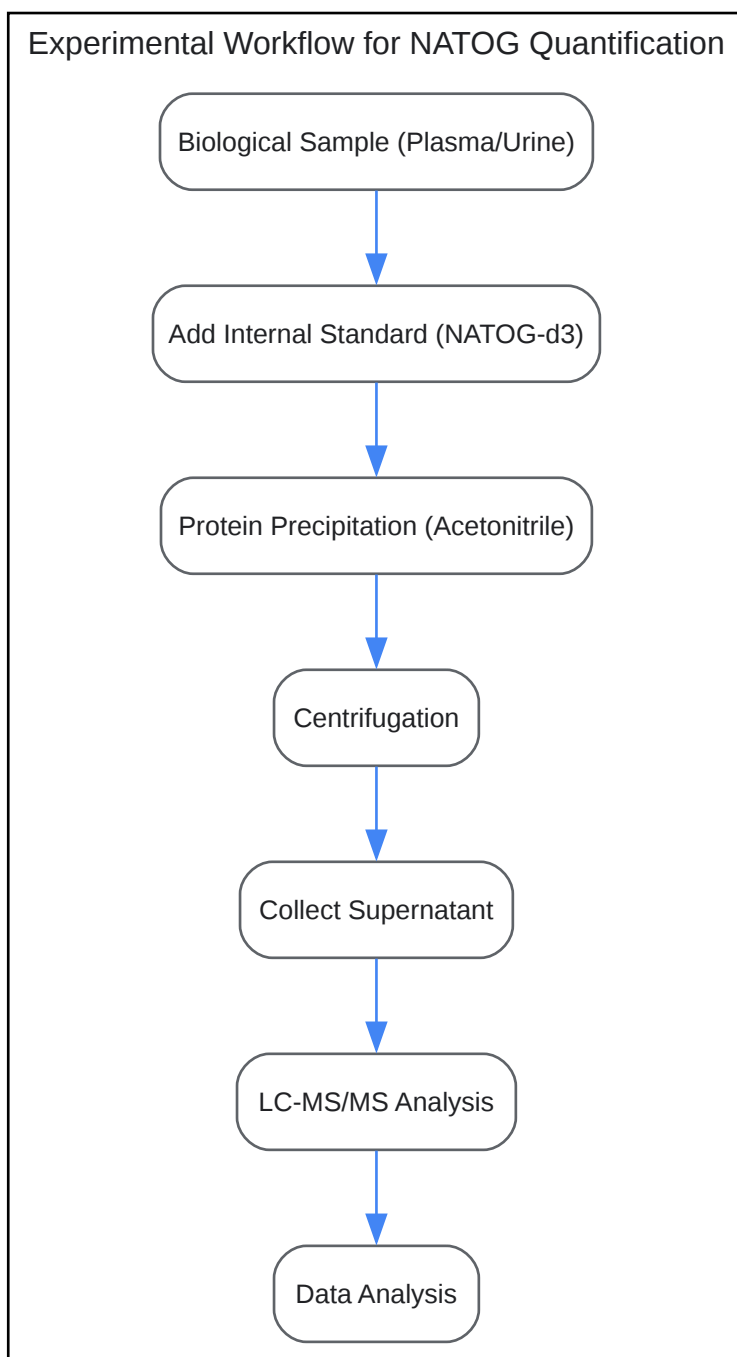 Experimental Workflow for NATOG Quantification
Biological Sample (Plasma/Urine)
Add Internal Standard (NATOG-d3)
Protein Precipitation (Acetonitrile)
Centrifugation
Collect Supernatant
LC-MS/MS Analysis
Data Analysis